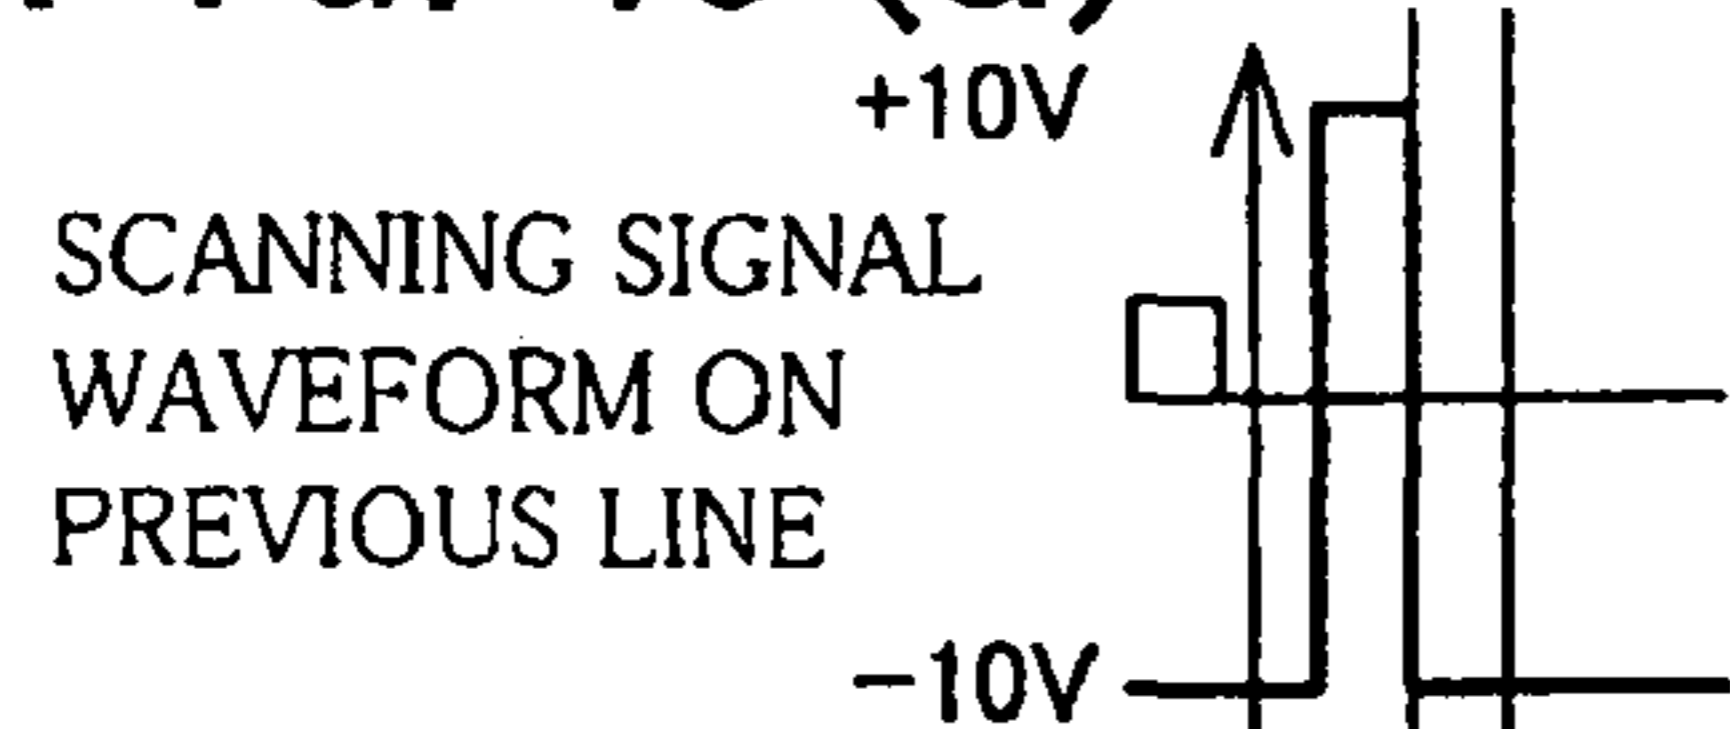 +10V
SCANNING SIGNAL
WAVEFORM ON
PREVIOUS LINE
−10V